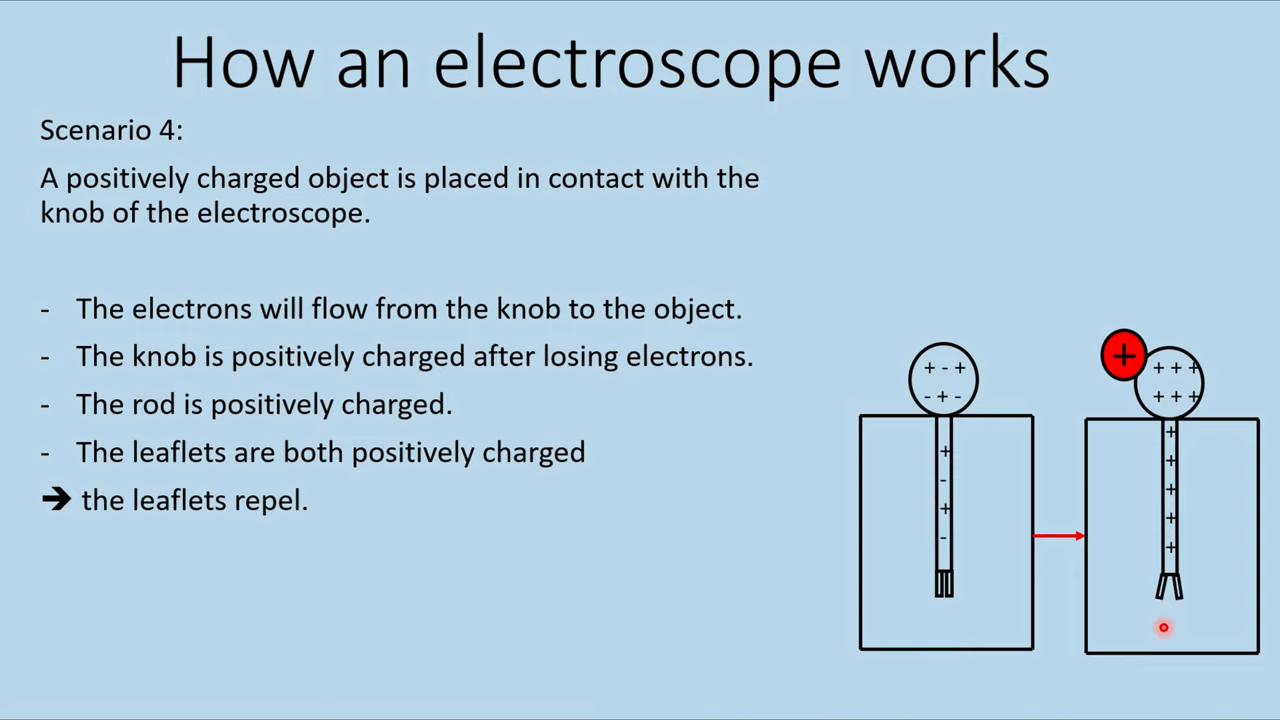 How an electroscope works
Scenario 4:
A positively charged object is placed in contact with the
knob of the electroscope.
- The electrons will flow from the knob to the object.
- The knob is positively charged after losing electrons.
- The rod is positively charged.
- The leaflets are both positively charged
➔ the leaflets repel.
+ - +
- + -
+
-
+
-
+
+ + +
+ + +
+
+
+
+
+